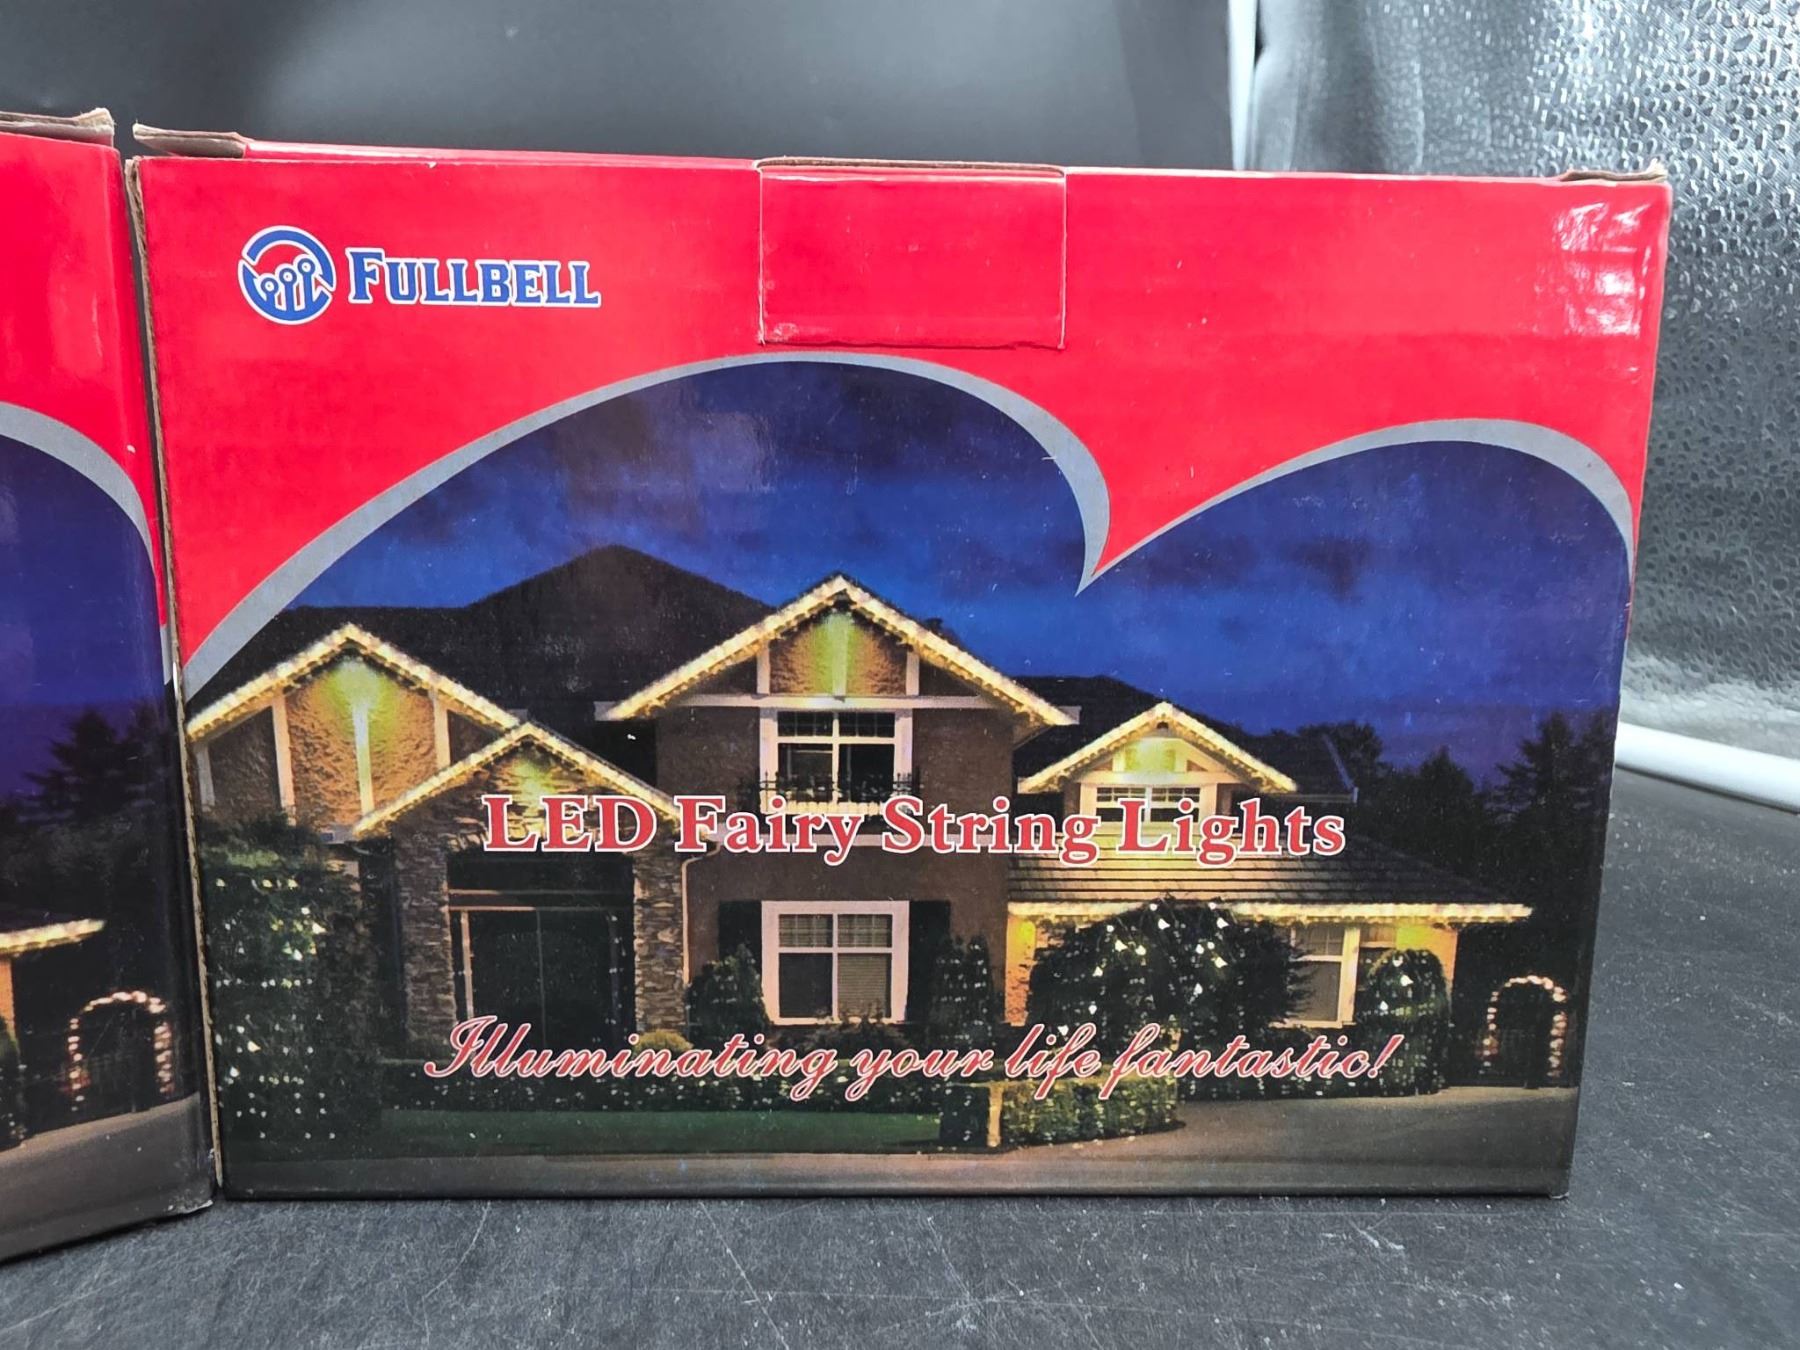 FULLBELL
LED Fairy String Lights
Illuminating your life fantastic!